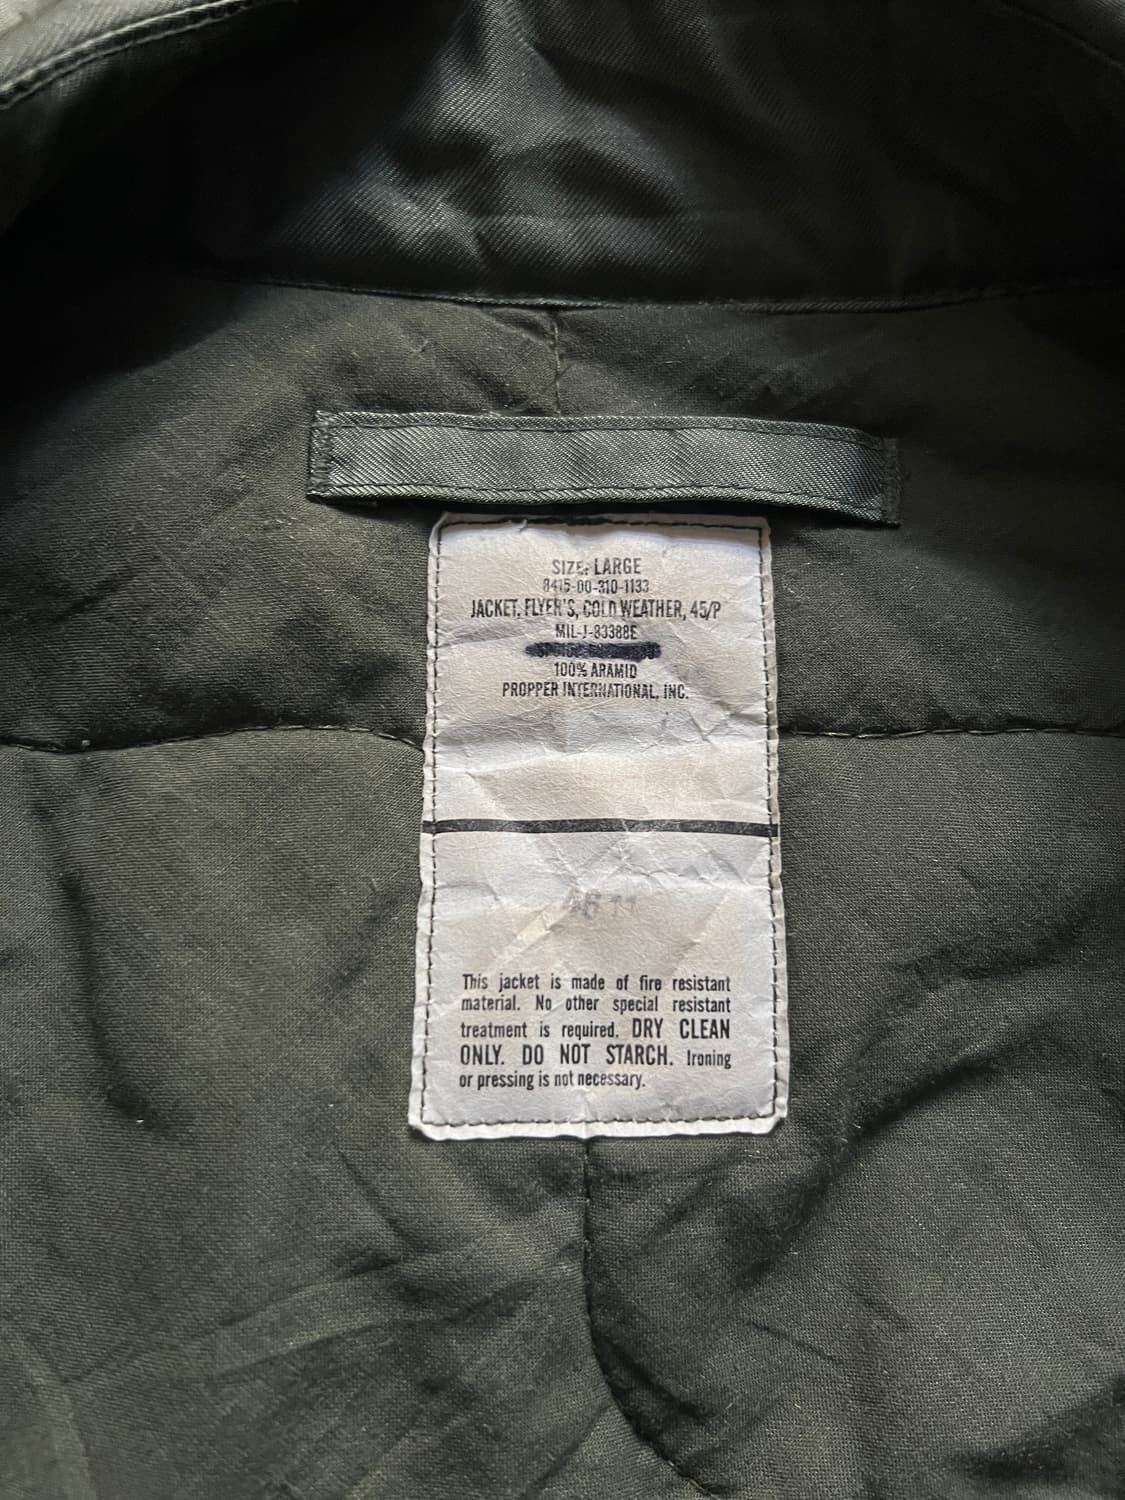 SIZE: LARGE
8415-00-310-1133
JACKET, FLYER'S, COLD WEATHER, 45/P
MIL-J-83388E
100% ARAMID
PROPPER INTERNATIONAL, INC.
This jacket is made of fire resistant
material. No other special resistant
treatment is required. DRY CLEAN
ONLY. DO NOT STARCH. Ironing
or pressing is not necessary.